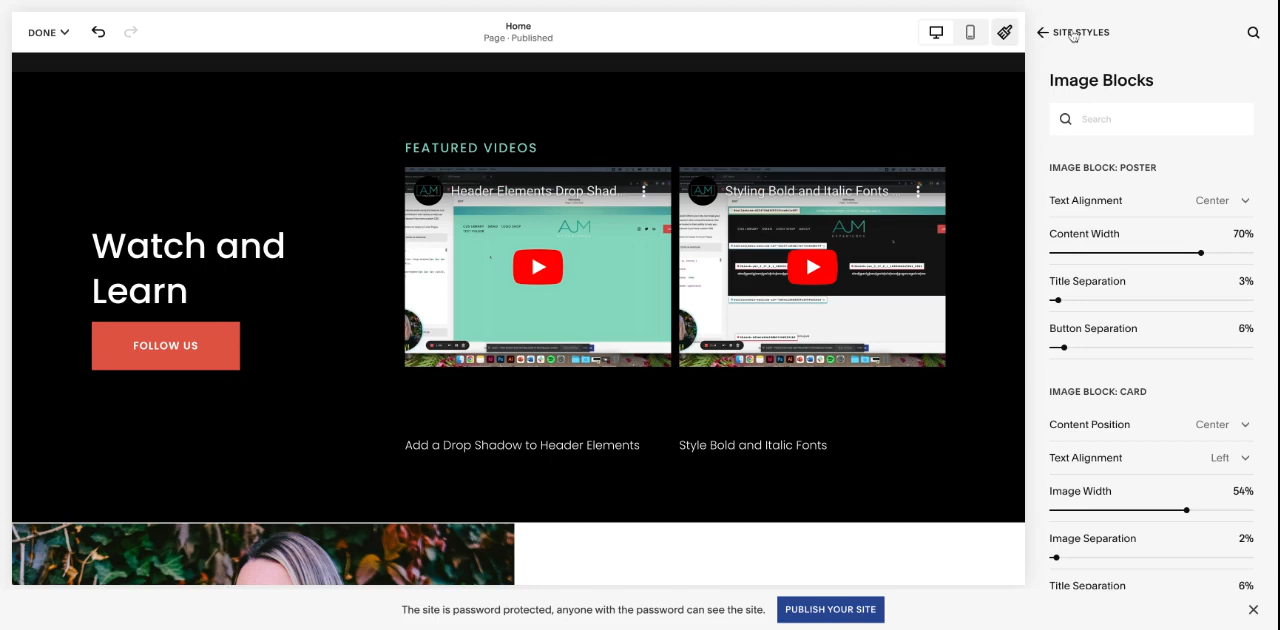 DONE
Home
Page · Published
SITE STYLES
Image Blocks
Search
IMAGE BLOCK: POSTER
Text Alignment Center
Content Width 70%
Title Separation 3%
Button Separation 6%
IMAGE BLOCK: CARD
Content Position Center
Text Alignment Left
Image Width 54%
Image Separation 2%
Title Separation 6%
FEATURED VIDEOS
AJM Header Elements Drop Shad...
AJM Styling Bold and Italic Fonts...
AJM
AJM
Watch and
Learn
FOLLOW US
Add a Drop Shadow to Header Elements
Style Bold and Italic Fonts
The site is password protected, anyone with the password can see the site.
PUBLISH YOUR SITE